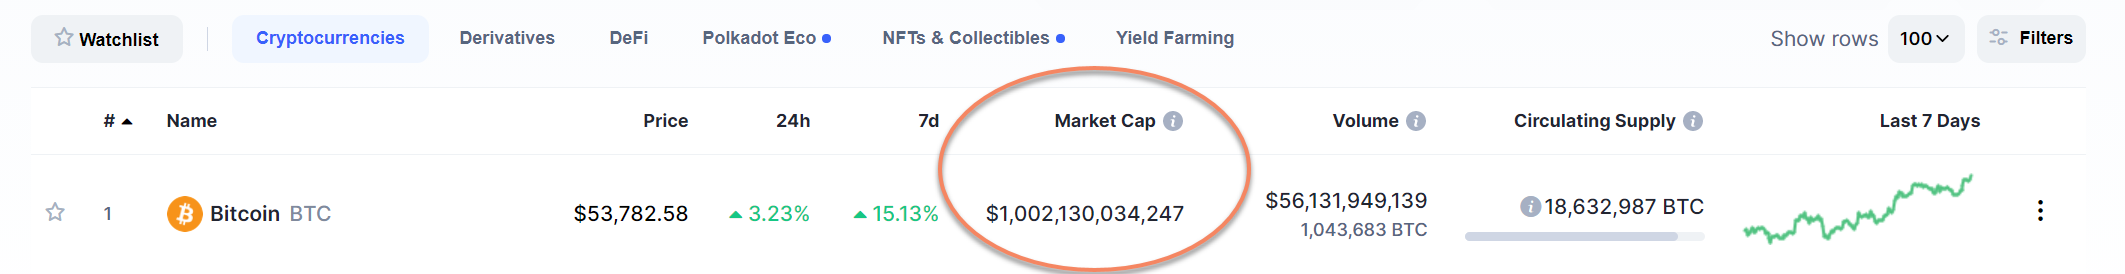 Watchlist Cryptocurrencies Derivatives DeFi Polkadot Eco NFTs & Collectibles Yield Farming Show rows 100 Filters
# Name Price 24h 7d Market Cap Volume Circulating Supply Last 7 Days
1 Bitcoin BTC $53,782.58 3.23% 15.13% $1,002,130,034,247 $56,131,949,139 18,632,987 BTC
1,043,683 BTC